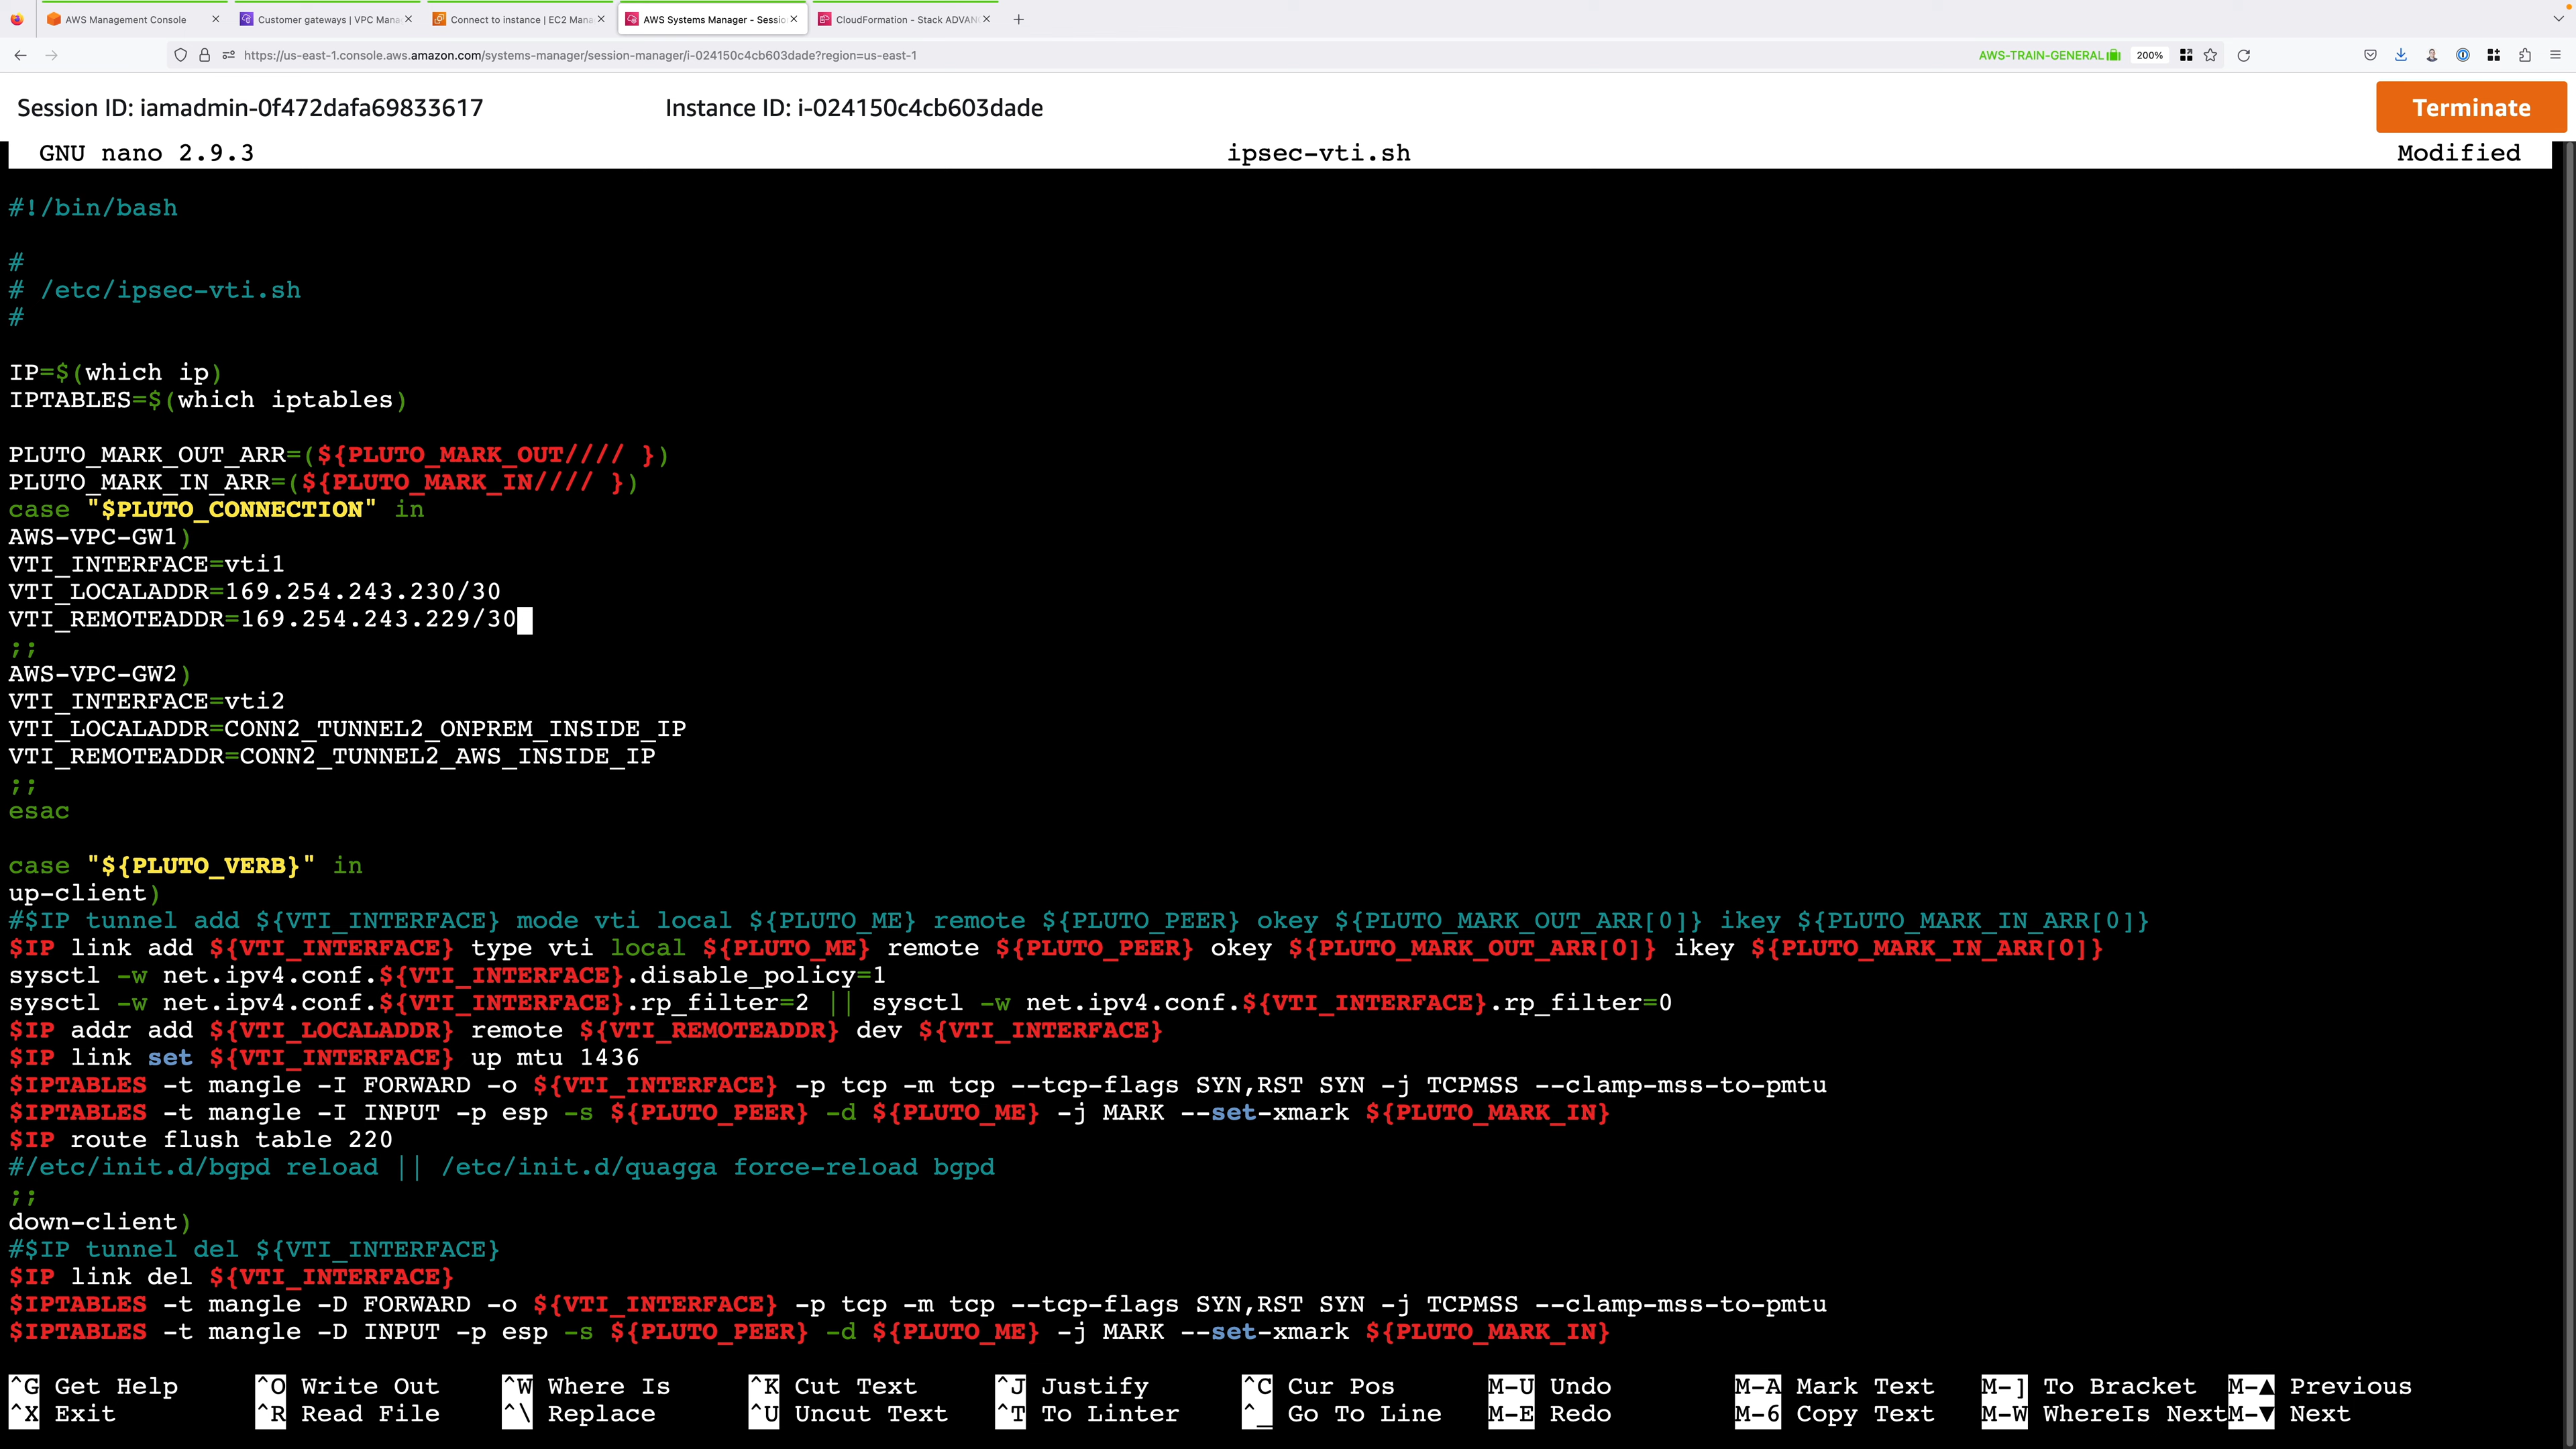 AWS Management Console
Customer gateways | VPC Mana
Connect to instance | EC2 Mana
AWS Systems Manager - Sessio
CloudFormation - Stack ADVAN
https://us-east-1.console.aws.amazon.com/systems-manager/session-manager/i-024150c4cb603dade?region=us-east-1
AWS-TRAIN-GENERAL
200%
Session ID: iamadmin-0f472dafa69833617
Instance ID: i-024150c4cb603dade
Terminate
GNU nano 2.9.3 ipsec-vti.sh Modified
#!/bin/bash
#
# /etc/ipsec-vti.sh
#
IP=$(which ip)
IPTABLES=$(which iptables)
PLUTO_MARK_OUT_ARR=(${PLUTO_MARK_OUT//// })
PLUTO_MARK_IN_ARR=(${PLUTO_MARK_IN//// })
case "$PLUTO_CONNECTION" in
AWS-VPC-GW1)
VTI_INTERFACE=vti1
VTI_LOCALADDR=169.254.243.230/30
VTI_REMOTEADDR=169.254.243.229/30
;;
AWS-VPC-GW2)
VTI_INTERFACE=vti2
VTI_LOCALADDR=CONN2_TUNNEL2_ONPREM_INSIDE_IP
VTI_REMOTEADDR=CONN2_TUNNEL2_AWS_INSIDE_IP
;;
esac
case "${PLUTO_VERB}" in
up-client)
#$IP tunnel add ${VTI_INTERFACE} mode vti local ${PLUTO_ME} remote ${PLUTO_PEER} okey ${PLUTO_MARK_OUT_ARR[0]} ikey ${PLUTO_MARK_IN_ARR[0]}
$IP link add ${VTI_INTERFACE} type vti local ${PLUTO_ME} remote ${PLUTO_PEER} okey ${PLUTO_MARK_OUT_ARR[0]} ikey ${PLUTO_MARK_IN_ARR[0]}
sysctl -w net.ipv4.conf.${VTI_INTERFACE}.disable_policy=1
sysctl -w net.ipv4.conf.${VTI_INTERFACE}.rp_filter=2 || sysctl -w net.ipv4.conf.${VTI_INTERFACE}.rp_filter=0
$IP addr add ${VTI_LOCALADDR} remote ${VTI_REMOTEADDR} dev ${VTI_INTERFACE}
$IP link set ${VTI_INTERFACE} up mtu 1436
$IPTABLES -t mangle -I FORWARD -o ${VTI_INTERFACE} -p tcp -m tcp --tcp-flags SYN,RST SYN -j TCPMSS --clamp-mss-to-pmtu
$IPTABLES -t mangle -I INPUT -p esp -s ${PLUTO_PEER} -d ${PLUTO_ME} -j MARK --set-xmark ${PLUTO_MARK_IN}
$IP route flush table 220
#/etc/init.d/bgpd reload || /etc/init.d/quagga force-reload bgpd
;;
down-client)
#$IP tunnel del ${VTI_INTERFACE}
$IP link del ${VTI_INTERFACE}
$IPTABLES -t mangle -D FORWARD -o ${VTI_INTERFACE} -p tcp -m tcp --tcp-flags SYN,RST SYN -j TCPMSS --clamp-mss-to-pmtu
$IPTABLES -t mangle -D INPUT -p esp -s ${PLUTO_PEER} -d ${PLUTO_ME} -j MARK --set-xmark ${PLUTO_MARK_IN}
^G Get Help ^O Write Out ^W Where Is ^K Cut Text ^J Justify ^C Cur Pos M-U Undo M-A Mark Text M-] To Bracket M-▲ Previous
^X Exit ^R Read File ^\ Replace ^U Uncut Text ^T To Linter ^_ Go To Line M-E Redo M-6 Copy Text M-W WhereIs Next M-▼ Next